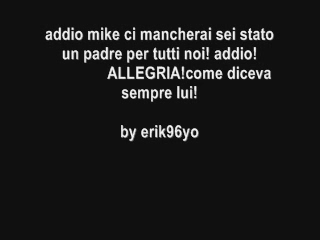 addio mike ci mancherai sei stato
un padre per tutti noi! addio!
ALLEGRIA!come diceva
sempre lui!
by erik96yo